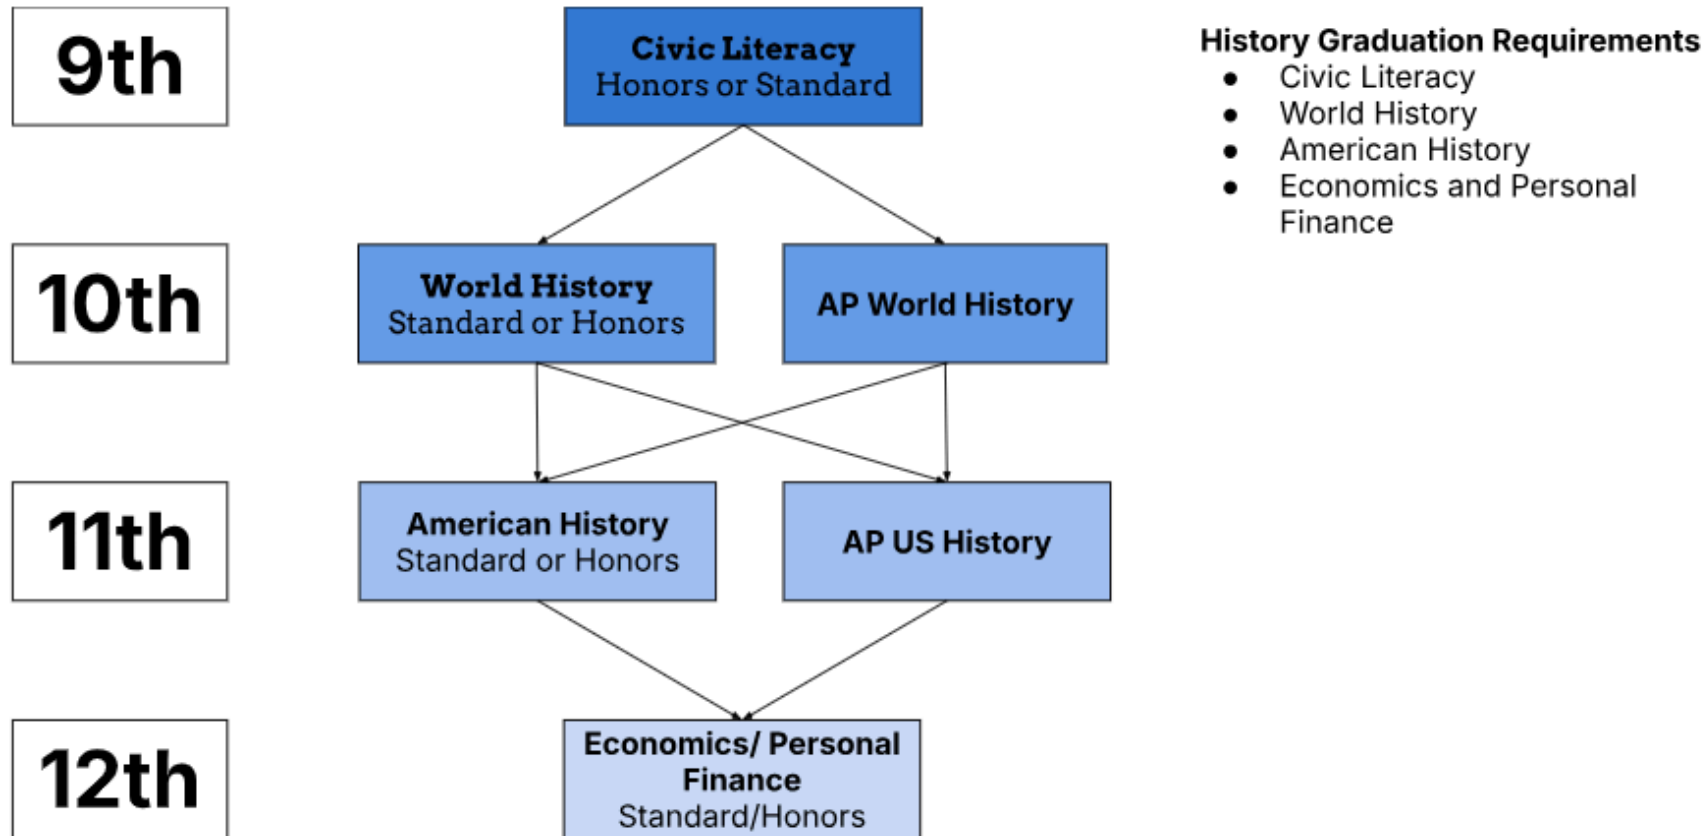 9th
Civic Literacy
Honors or Standard
History Graduation Requirements
● Civic Literacy
● World History
● American History
● Economics and Personal
Finance
10th
World History
Standard or Honors
AP World History
11th
American History
Standard or Honors
AP US History
12th
Economics/ Personal
Finance
Standard/Honors